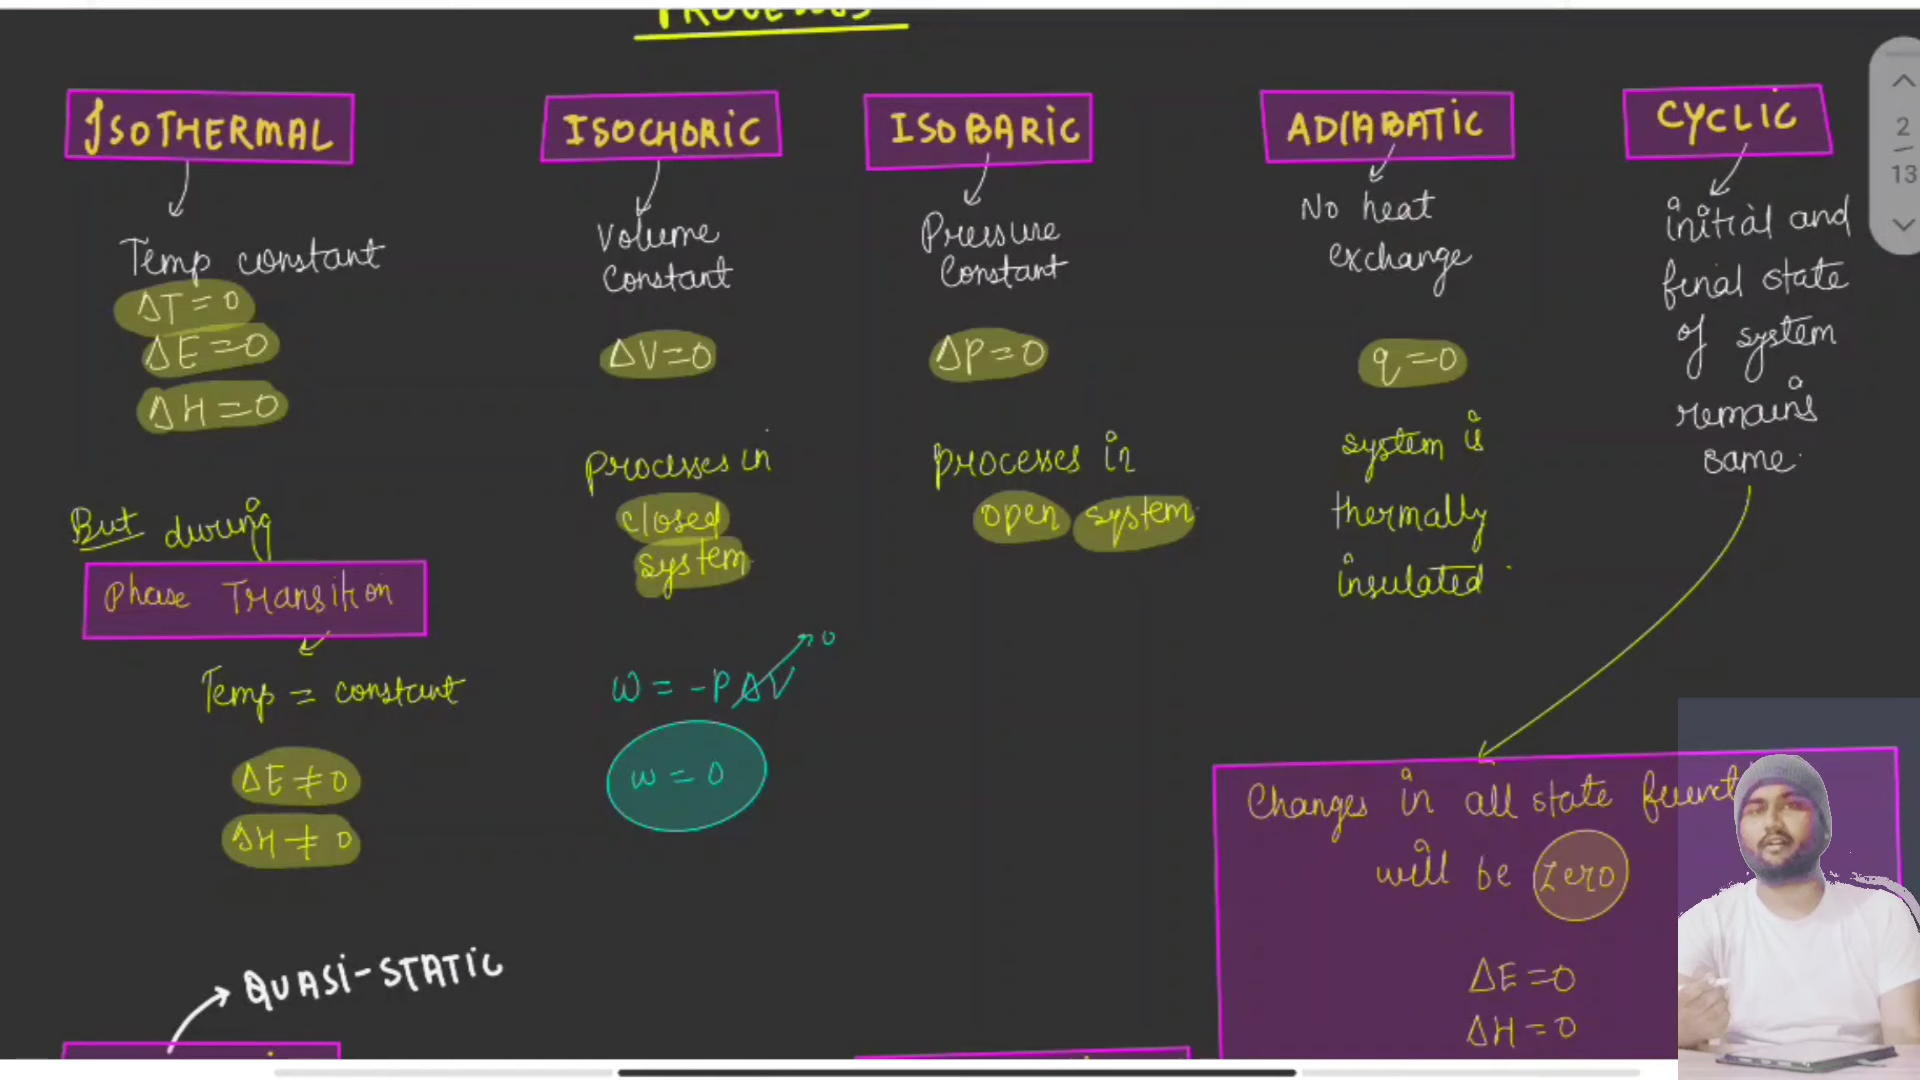 PROCESSES
ISOTHERMAL
Temp constant
ΔT = 0
ΔE = 0
ΔH = 0
But during
Phase Transition
Temp = constant
ΔE ≠ 0
ΔH ≠ 0
QUASI-STATIC
ISOCHORIC
Volume
Constant
ΔV = 0
processes in
closed
system
W = -PΔV → 0
w = 0
ISOBARIC
Pressure
Constant
ΔP = 0
processes in
open system
ADIABATIC
No heat
exchange
q = 0
system is
thermally
insulated
CYCLIC
initial and
final state
of system
remains
same.
Changes in all state
will be zero
ΔE = 0
ΔH = 0
2
13